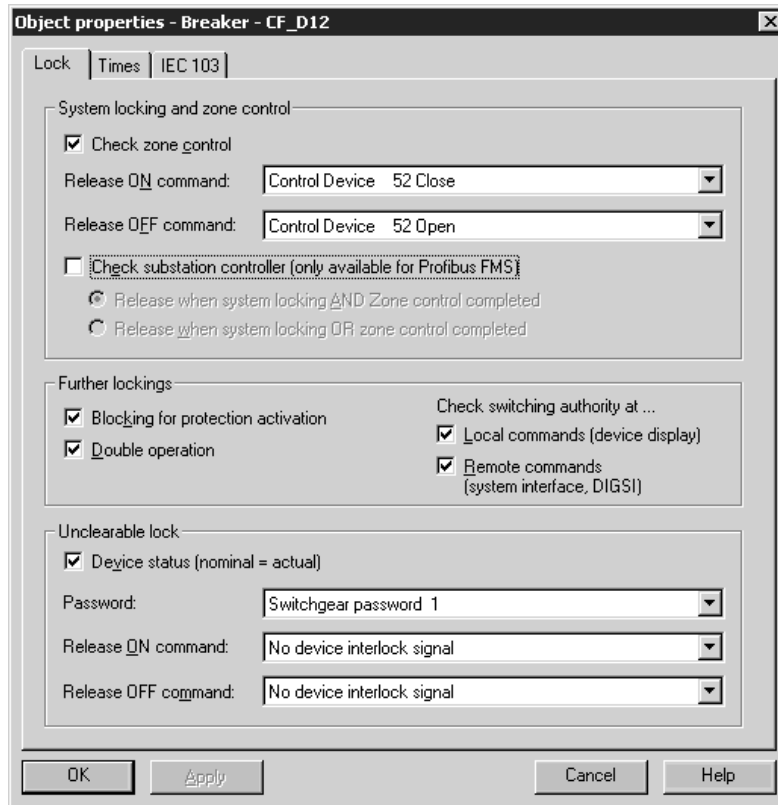 Object properties - Breaker - CF_D12
Lock
Times
IEC 103
System locking and zone control
Check zone control
Release ON command:
Control Device 52 Close
Release OFF command:
Control Device 52 Open
Check substation controller (only available for Profibus FMS)
Release when system locking AND Zone control completed
Release when system locking OR zone control completed
Further lockings
Blocking for protection activation
Double operation
Check switching authority at ...
Local commands (device display)
Remote commands
(system interface, DIGSI)
Unclearable lock
Device status (nominal = actual)
Password:
Switchgear password 1
Release ON command:
No device interlock signal
Release OFF command:
No device interlock signal
OK
Apply
Cancel
Help